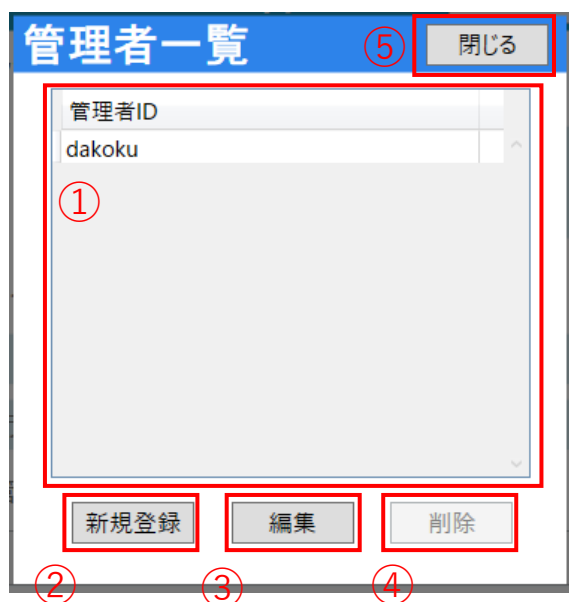 管理者一覧 ⑤ 閉じる
管理者ID
dakoku
①
新規登録 編集 削除
② ③ ④